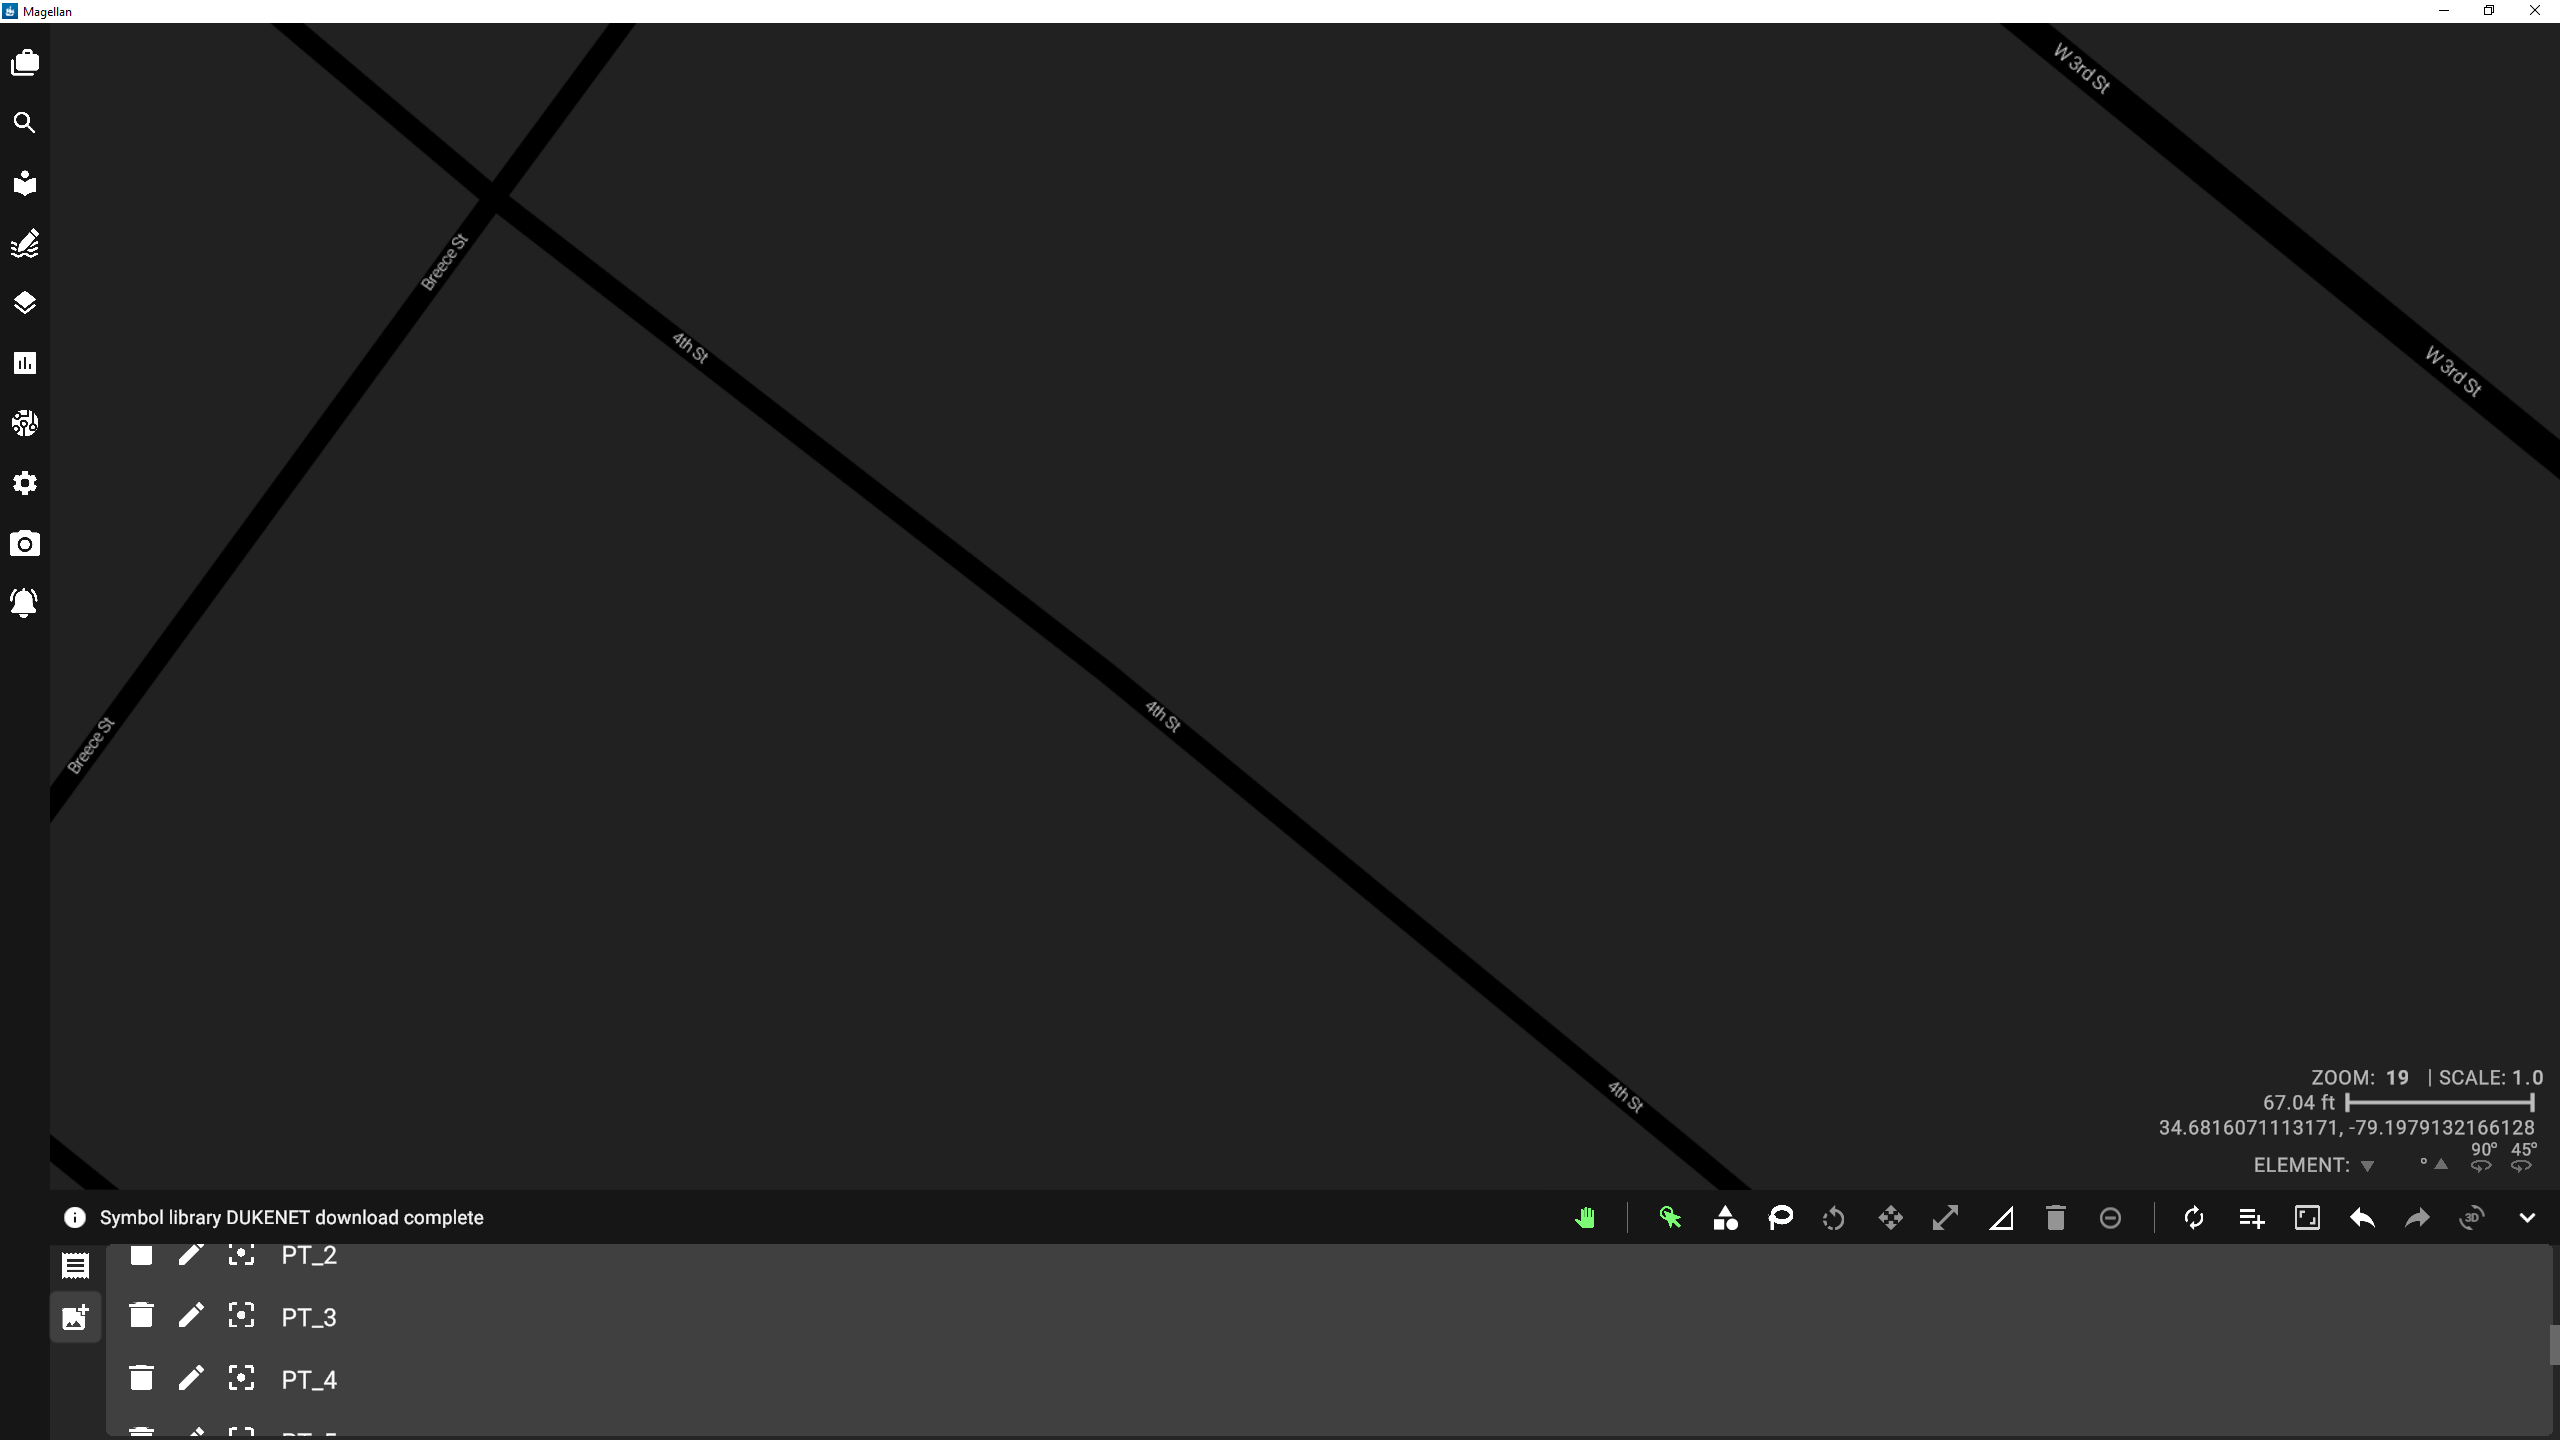 Magellan
W 3rd St
Breece St
4th St
W 3rd St
Breece St
4th St
4th St
ZOOM: 19 | SCALE: 1.0
67.04 ft
34.6816071113171, -79.1979132166128
90° 45°
ELEMENT: °
Symbol library DUKENET download complete
3D
PT_2
PT_3
PT_4